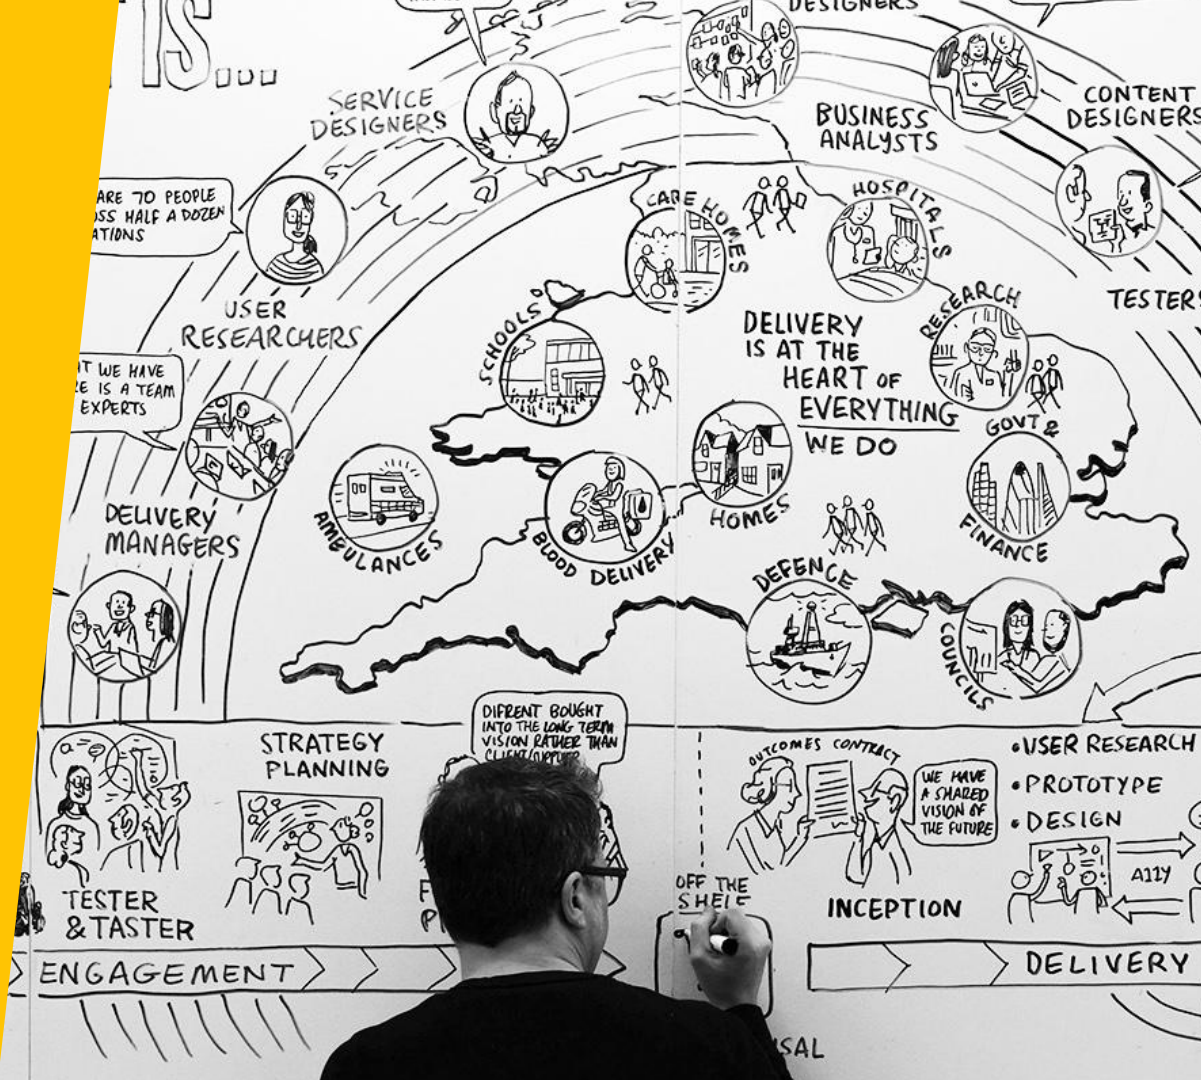 IS...
DESIGNERS
SERVICE
DESIGNERS
BUSINESS
ANALYSTS
CONTENT
DESIGNERS
ARE 70 PEOPLE
OSS HALF A DOZEN
ATIONS
USER
RESEARCHERS
CARE HOMES
HOSPITALS
TESTERS
SCHOOLS
RESEARCH
DELIVERY
IS AT THE
HEART OF
EVERYTHING
WE DO
WE HAVE
IS A TEAM
EXPERTS
GOVT &
FINANCE
DELIVERY
MANAGERS
AMBULANCES
BLOOD DELIVERY
HOMES
DEFENCE
COUNCILS
DIFRENT BOUGHT
INTO THE LONG TERM
VISION RATHER THAN
CLIENT/SUPPLIER
STRATEGY
PLANNING
OUTCOMES CONTRACT
WE HAVE
A SHARED
VISION OF
THE FUTURE
•USER RESEARCH
•PROTOTYPE
•DESIGN
A11Y
TESTER
& TASTER
OFF THE
SHELF
INCEPTION
ENGAGEMENT
DELIVERY
SAL